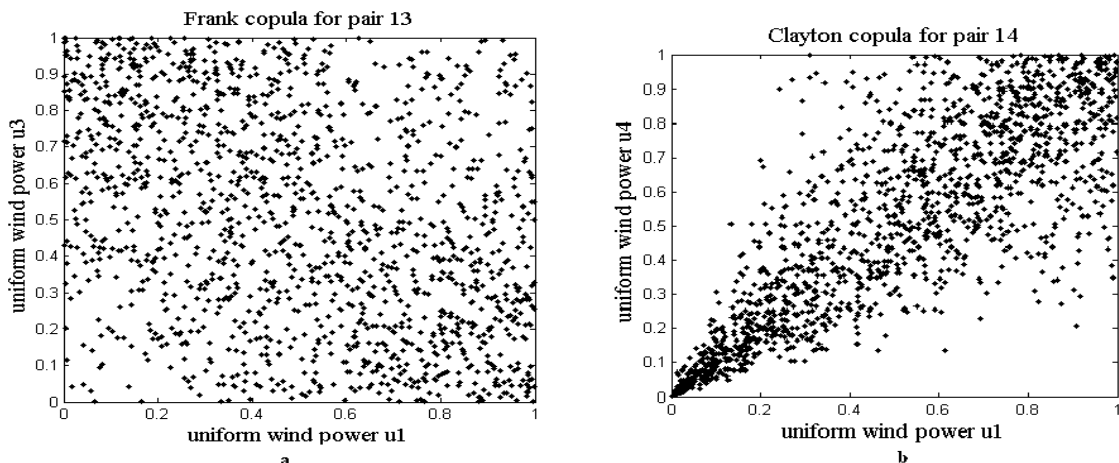 Frank copula for pair 13
1
0.9
0.8
0.7
0.6
0.5
0.4
0.3
0.2
0.1
0
uniform wind power u3
0 0.2 0.4 0.6 0.8 1
uniform wind power u1
a
Clayton copula for pair 14
1
0.9
0.8
0.7
0.6
0.5
0.4
0.3
0.2
0.1
0
uniform wind power u4
0 0.2 0.4 0.6 0.8 1
uniform wind power u1
b